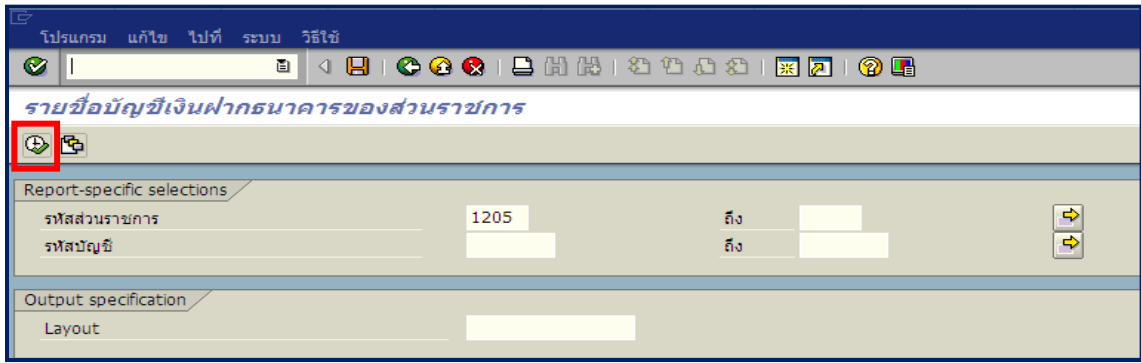 โปรแกรม แก้ไข ไปที่ ระบบ วิธีใช้
รายชื่อบัญชีเงินฝากธนาคารของส่วนราชการ
Report-specific selections
รหัสส่วนราชการ 1205 ถึง
รหัสบัญชี ถึง
Output specification
Layout